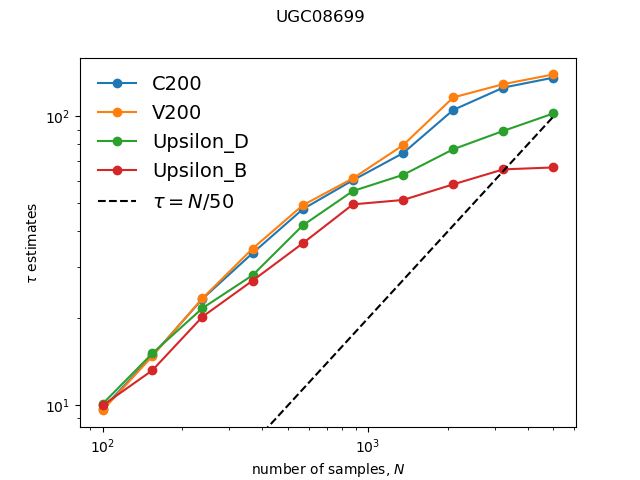 UGC08699
C200
V200
Upsilon_D
Upsilon_B
τ = N/50
10²
10¹
τ estimates
10² 10³
number of samples, N